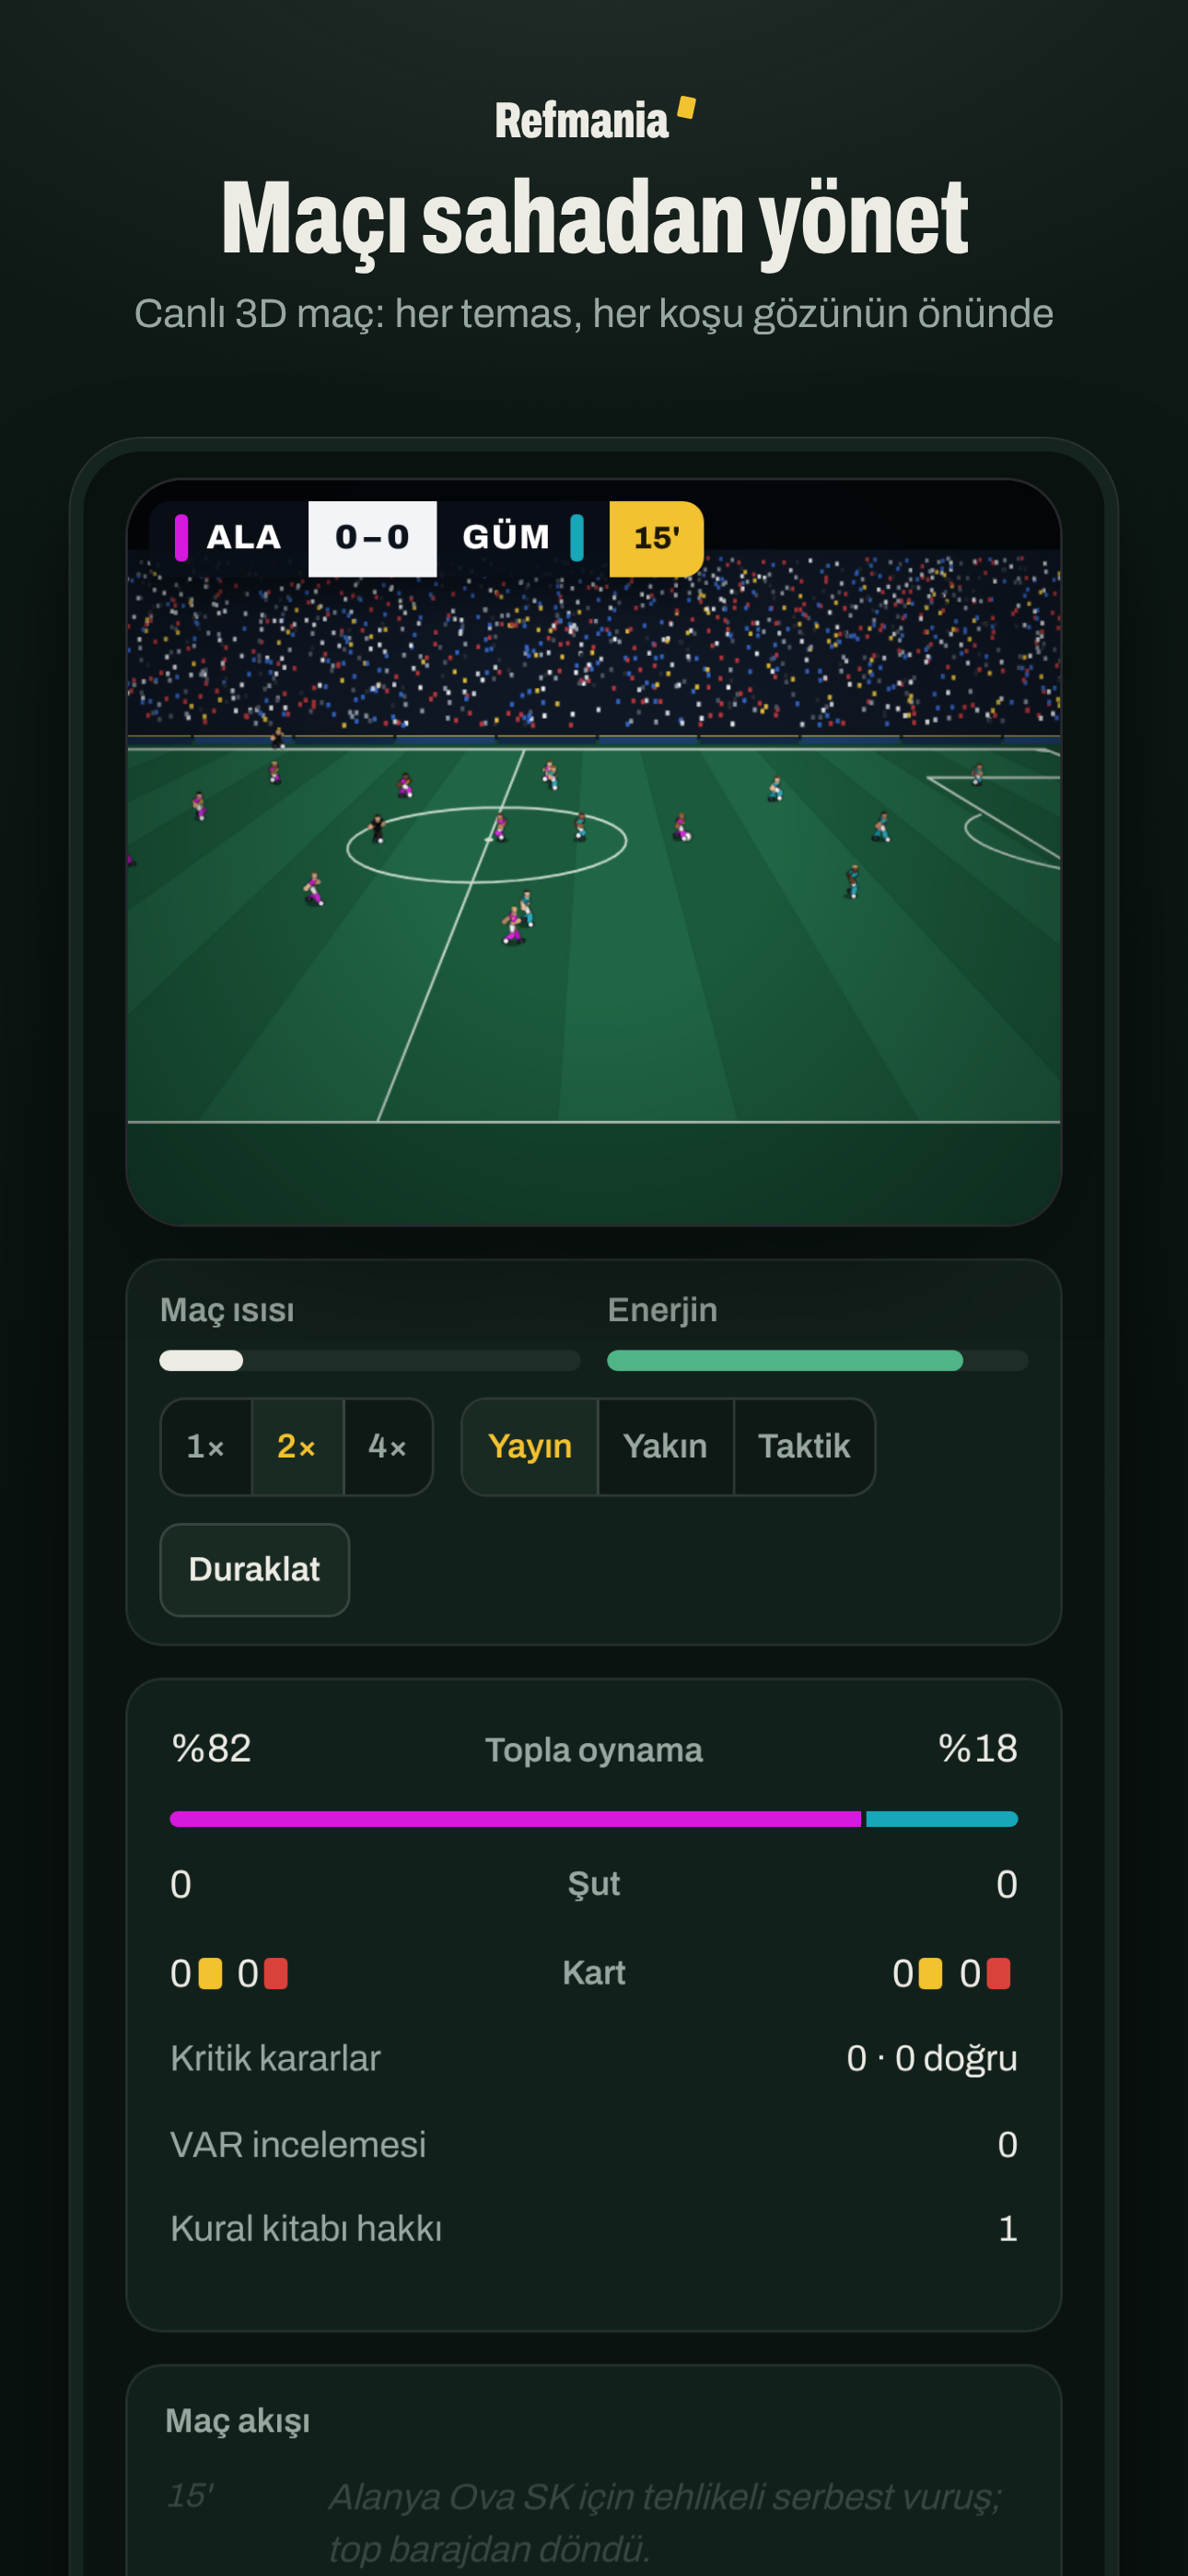 Refmania
Maçı sahadan yönet
Canlı 3D maç: her temas, her koşu gözünün önünde
ALA 0–0 GÜM 15'
Maç ısısı Enerjin
1× 2× 4× Yayın Yakın Taktik
Duraklat
%82 Topla oynama %18
0 Şut 0
0 0 Kart 0 0
Kritik kararlar 0 · 0 doğru
VAR incelemesi 0
Kural kitabı hakkı 1
Maç akışı
15' Alanya Ova SK için tehlikeli serbest vuruş;
top barajdan döndü.